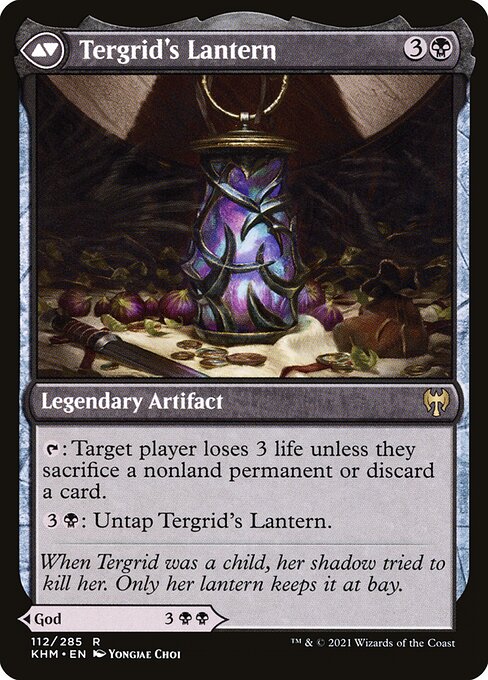 Tergrid's Lantern 3
Legendary Artifact
: Target player loses 3 life unless they
sacrifice a nonland permanent or discard
a card.
3 : Untap Tergrid's Lantern.
When Tergrid was a child, her shadow tried to
kill her. Only her lantern keeps it at bay.
God 3
112/285 R
KHM • EN Yongjae Choi
™ & © 2021 Wizards of the Coast